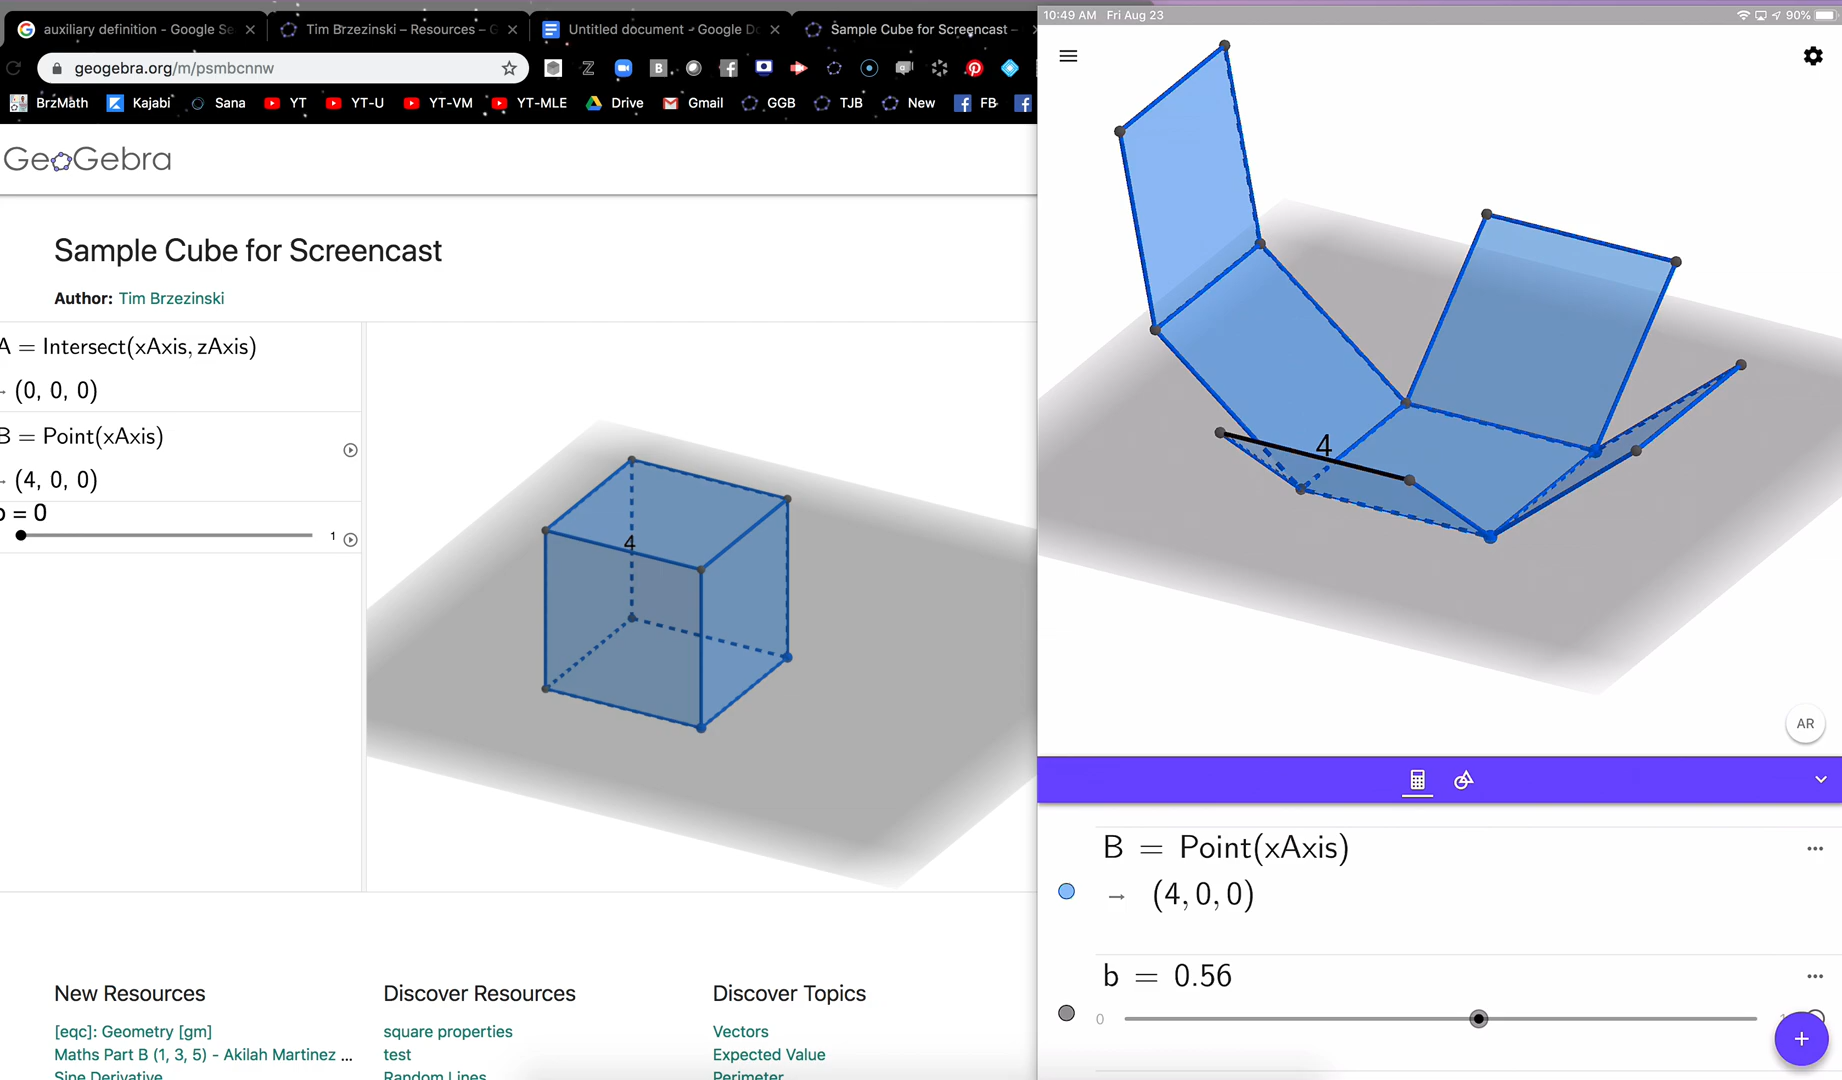 auxiliary definition - Google Se
Tim Brzezinski – Resources – G
Untitled document - Google Do
Sample Cube for Screencast –
geogebra.org/m/psmbcnnw
BrzMath
Kajabi
Sana
YT
YT-U
YT-VM
YT-MLE
Drive
Gmail
GGB
TJB
New
FB
GeoGebra
Sample Cube for Screencast
Author: Tim Brzezinski
A = Intersect(xAxis, zAxis)
(0, 0, 0)
B = Point(xAxis)
→ (4, 0, 0)
b = 0
1
4
New Resources
[eqc]: Geometry [gm]
Maths Part B (1, 3, 5) - Akilah Martinez ...
Sine Derivative
Discover Resources
square properties
test
Random Lines
Discover Topics
Vectors
Expected Value
Perimeter
10:49 AM Fri Aug 23
90%
4
AR
B = Point(xAxis)
→ (4, 0, 0)
b = 0.56
0
+